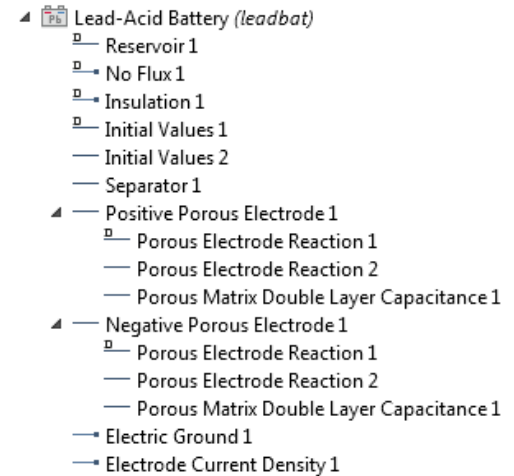 Lead-Acid Battery (leadbat)
D Reservoir 1
D No Flux 1
D Insulation 1
D Initial Values 1
Initial Values 2
Separator 1
Positive Porous Electrode 1
D Porous Electrode Reaction 1
Porous Electrode Reaction 2
Porous Matrix Double Layer Capacitance 1
Negative Porous Electrode 1
D Porous Electrode Reaction 1
Porous Electrode Reaction 2
Porous Matrix Double Layer Capacitance 1
Electric Ground 1
Electrode Current Density 1